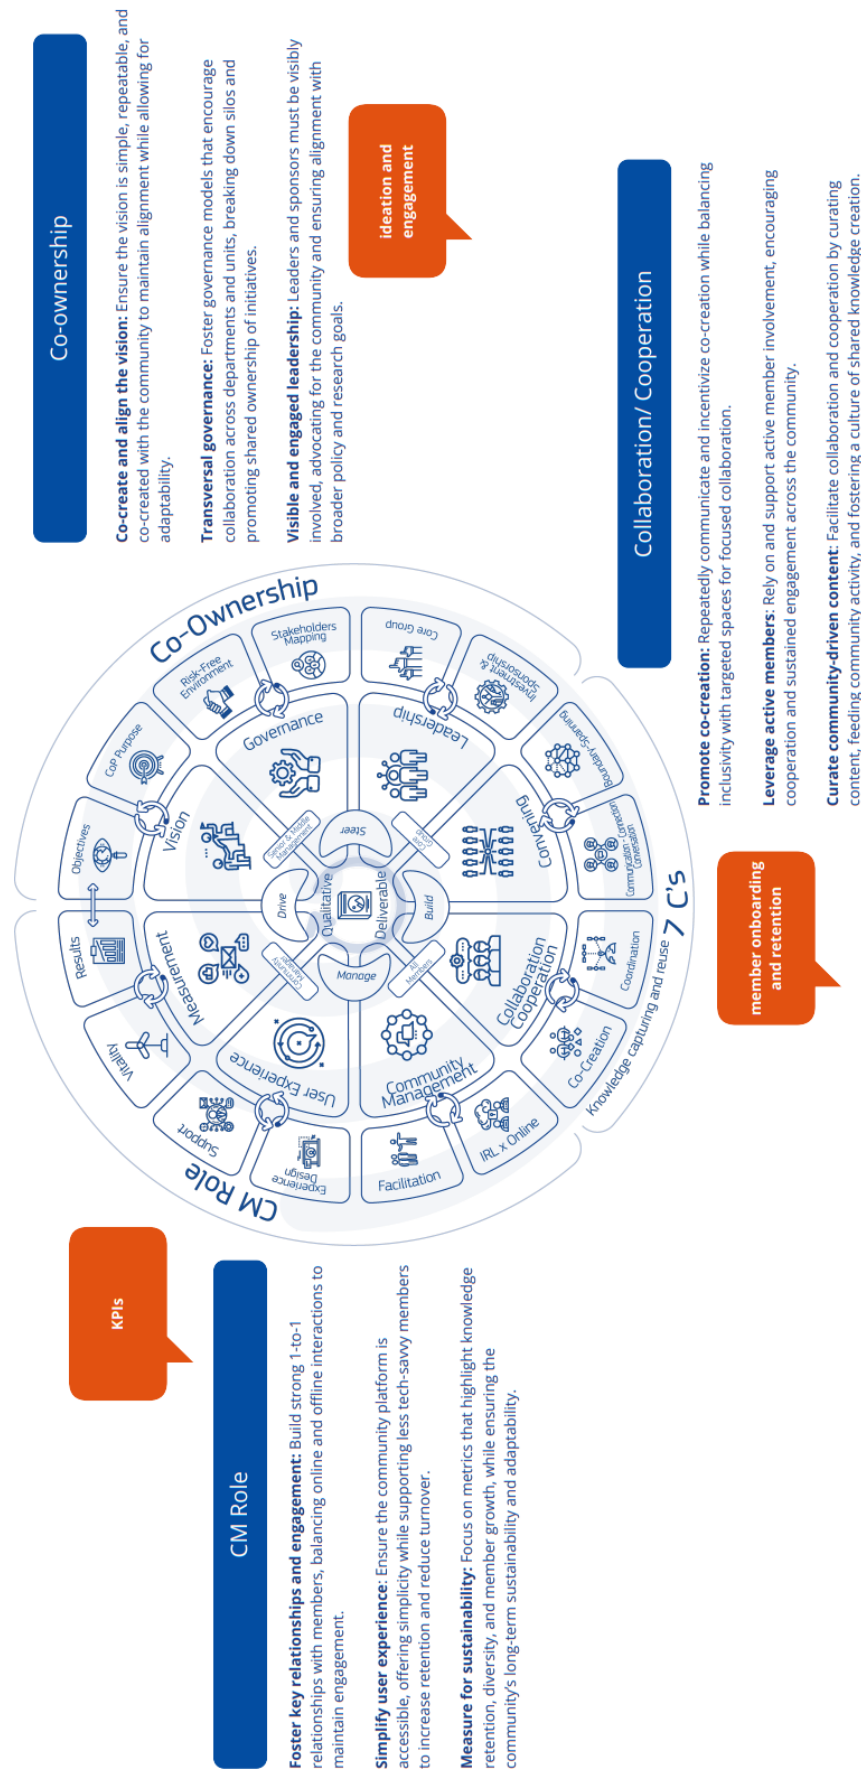 CM Role
Foster key relationships and engagement: Build strong 1-to-1
relationships with members, balancing online and offline interactions to
maintain engagement.
Simplify user experience: Ensure the community platform is
accessible, offering simplicity while supporting less tech-savvy members
to increase retention and reduce turnover.
Measure for sustainability: Focus on metrics that highlight knowledge
retention, diversity, and member growth, while ensuring the
community's long-term sustainability and adaptability.
KPIs
CM Role
Co-Ownership
7 C's
Knowledge capturing and reuse
Results
Objectives
CoP Purpose
Risk-Free
Environment
Stakeholders
Mapping
Core Group
Investment &
Sponsorship
Boundary-Spanning
Communication - Connection
Conversation
Coordination
Co-Creation
IRL x Online
Facilitation
Experience
Design
Support
Vitality
Measurement
Vision
Governance
Leadership
Convening
Collaboration
Cooperation
Community
Management
User Experience
Community
Manager
Senior & Middle
Management
Core
Group
All
Members
Drive
Steer
Build
Manage
Qualitative
Deliverable
Co-ownership
Co-create and align the vision: Ensure the vision is simple, repeatable, and
co-created with the community to maintain alignment while allowing for
adaptability.
Transversal governance: Foster governance models that encourage
collaboration across departments and units, breaking down silos and
promoting shared ownership of initiatives.
Visible and engaged leadership: Leaders and sponsors must be visibly
involved, advocating for the community and ensuring alignment with
broader policy and research goals.
ideation and
engagement
Collaboration/ Cooperation
Promote co-creation: Repeatedly communicate and incentivize co-creation while balancing
inclusivity with targeted spaces for focused collaboration.
Leverage active members: Rely on and support active member involvement, encouraging
cooperation and sustained engagement across the community.
Curate community-driven content: Facilitate collaboration and cooperation by curating
content, feeding community activity, and fostering a culture of shared knowledge creation.
member onboarding
and retention